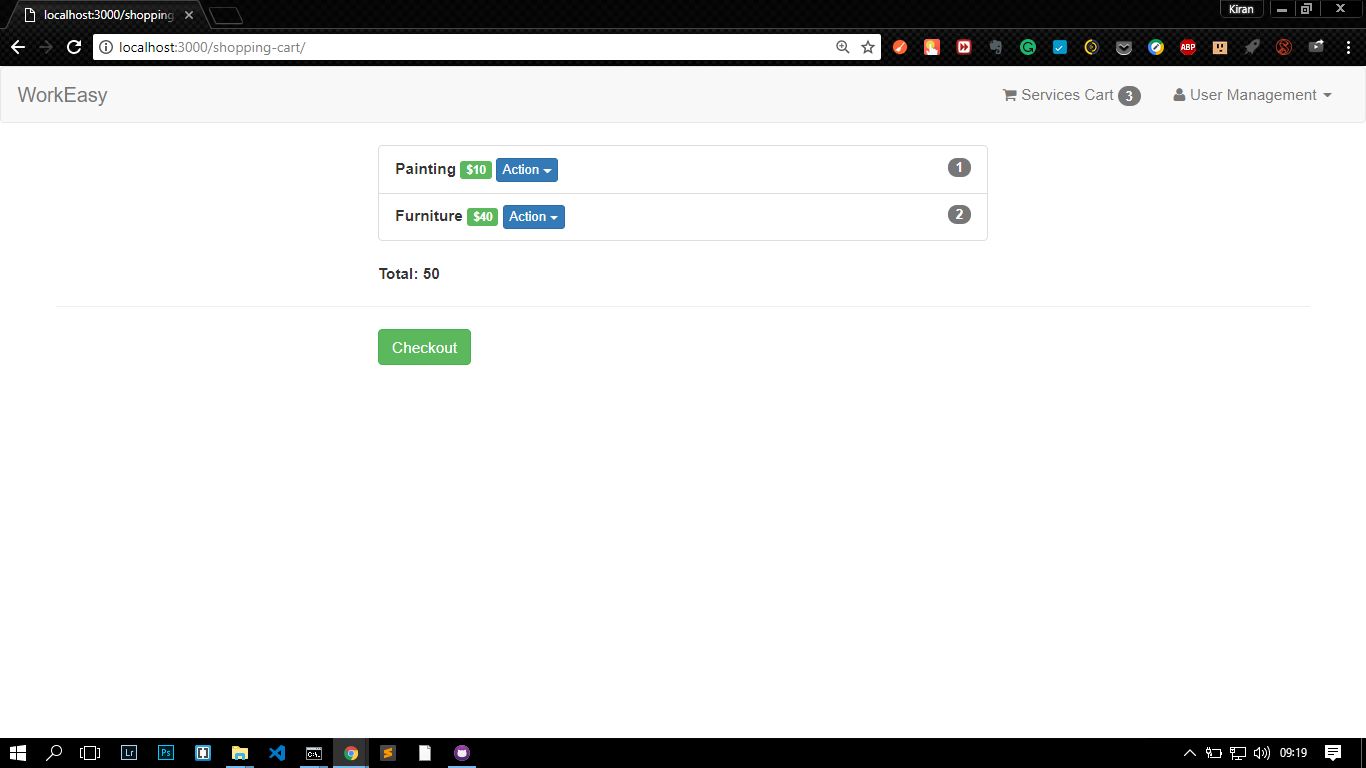 localhost:3000/shopping
Kiran
localhost:3000/shopping-cart/
ABP
WorkEasy
Services Cart 3
User Management
Painting $10 Action 1
Furniture $40 Action 2
Total: 50
Checkout
Lr
Ps
C:\.
09:19